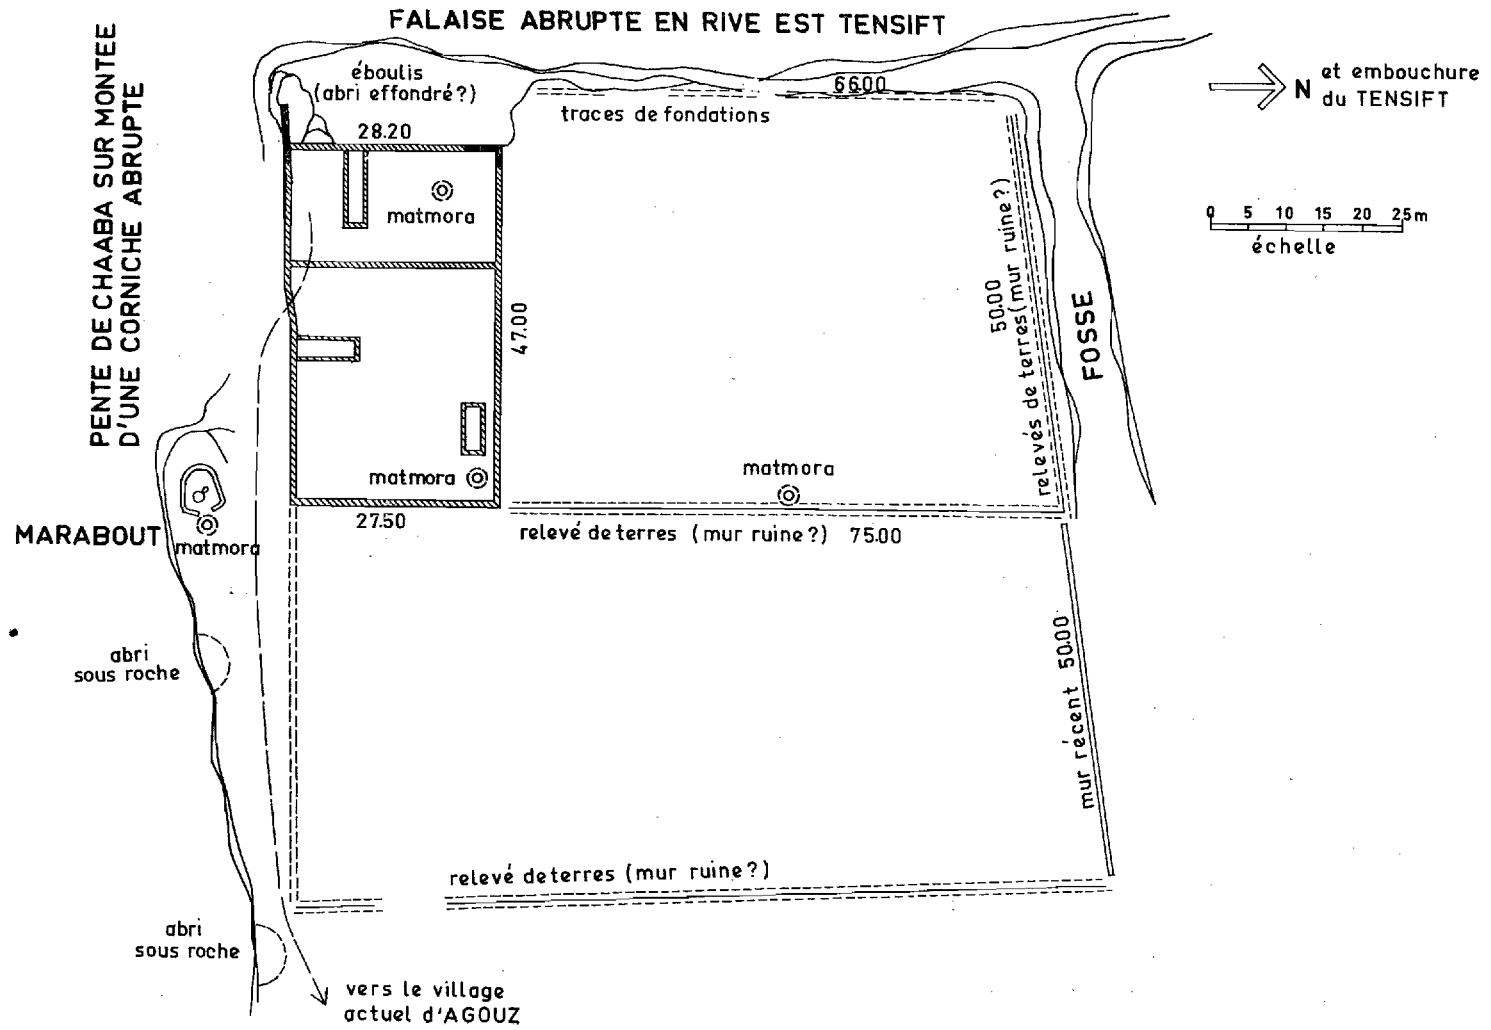 FALAISE ABRUPTE EN RIVE EST TENSIFT
PENTE DE CHAABA SUR MONTEE
D'UNE CORNICHE ABRUPTE
éboulis
(abri effondré?)
28.20
66.00
traces de fondations
N
et embouchure
du TENSIFT
0 5 10 15 20 25m
échelle
matmora
47.00
50.00
relevés de terres (mur ruine?)
FOSSE
matmora
matmora
27.50
relevé de terres (mur ruine?) 75.00
MARABOUT
matmora
abri
sous roche
mur récent 50.00
relevé de terres (mur ruine?)
abri
sous roche
vers le village
actuel d'AGOUZ